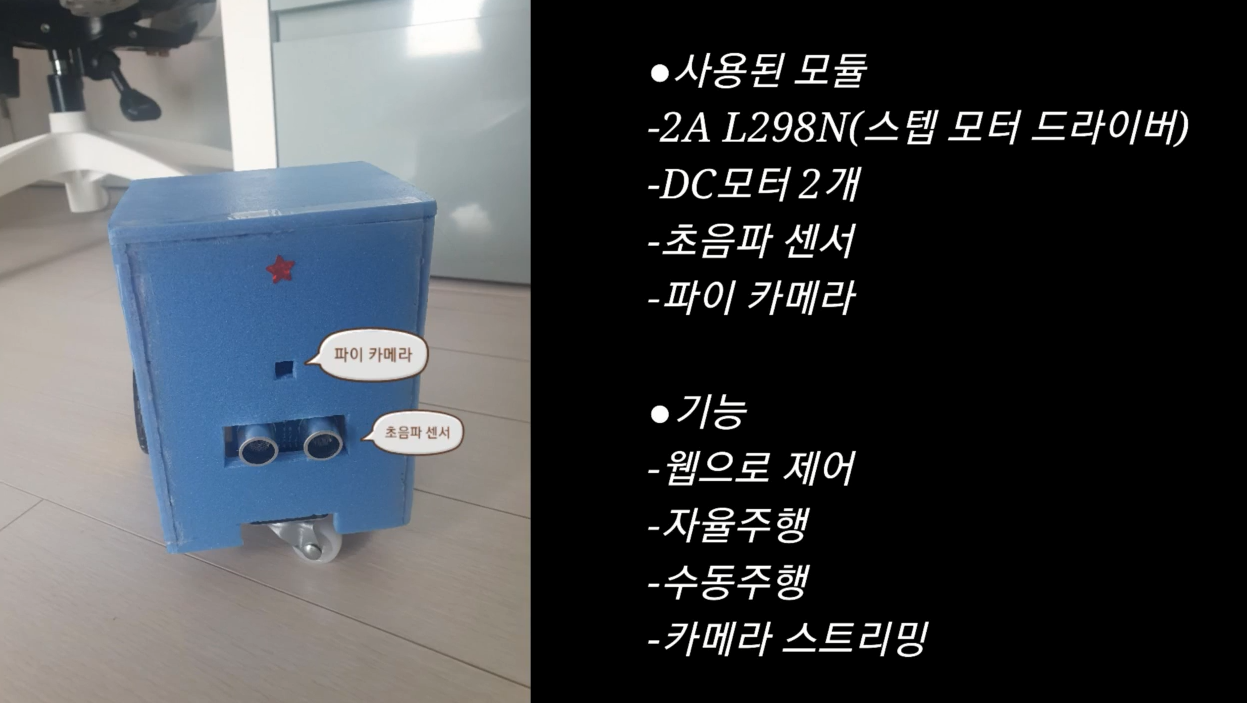 파이 카메라
초음파 센서
●사용된 모듈
-2A L298N(스텝 모터 드라이버)
-DC모터 2개
-초음파 센서
-파이 카메라
●기능
-웹으로 제어
-자율주행
-수동주행
-카메라 스트리밍